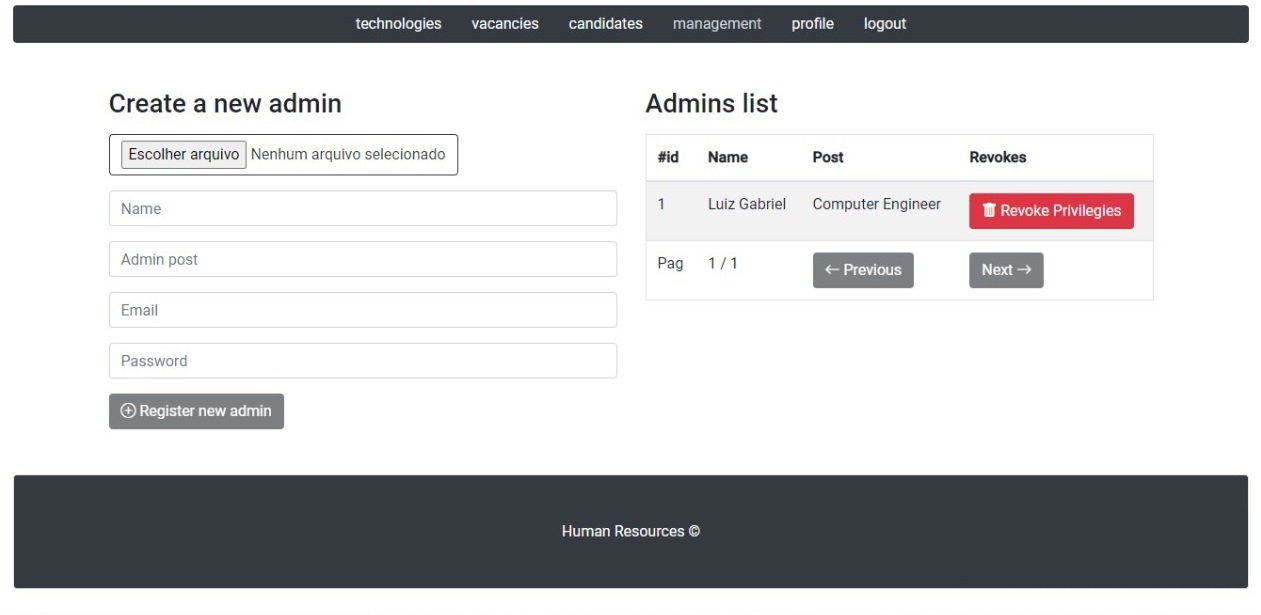 technologies vacancies candidates management profile logout
Create a new admin
Escolher arquivo Nenhum arquivo selecionado
Name
Admin post
Email
Password
Register new admin
Admins list
#id Name Post Revokes
1 Luiz Gabriel Computer Engineer Revoke Privilegies
Pag 1 / 1 ← Previous Next →
Human Resources ©